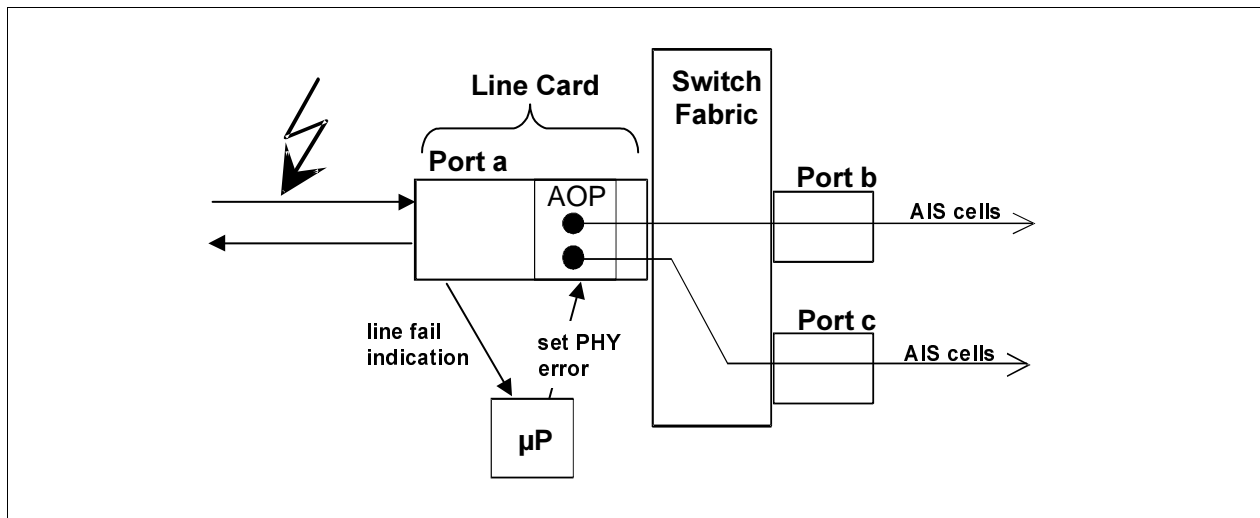 Line Card
Switch
Fabric
Port a
AOP
Port b
AIS cells
line fail
indication
set PHY
error
Port c
AIS cells
µP